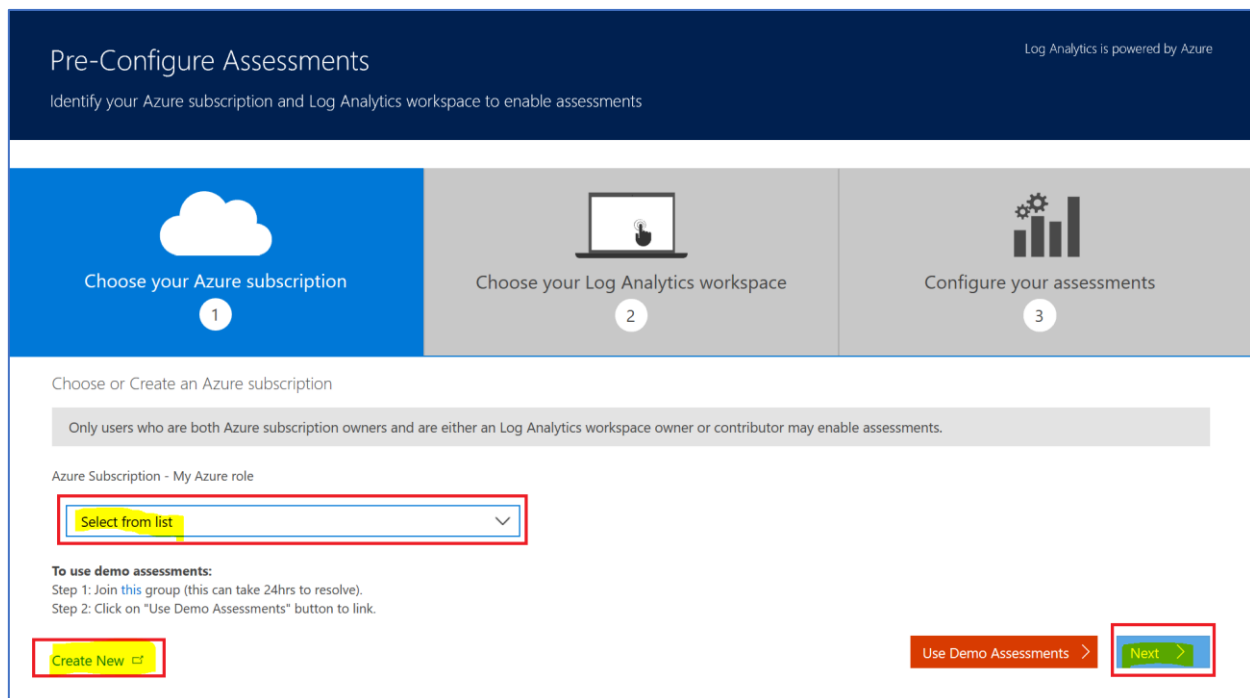 Pre-Configure Assessments
Log Analytics is powered by Azure
Identify your Azure subscription and Log Analytics workspace to enable assessments
Choose your Azure subscription
1
Choose your Log Analytics workspace
2
Configure your assessments
3
Choose or Create an Azure subscription
Only users who are both Azure subscription owners and are either an Log Analytics workspace owner or contributor may enable assessments.
Azure Subscription - My Azure role
Select from list
To use demo assessments:
Step 1: Join this group (this can take 24hrs to resolve).
Step 2: Click on "Use Demo Assessments" button to link.
Create New
Use Demo Assessments
Next